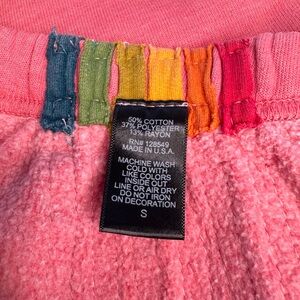 50% COTTON
37% POLYESTER
13% RAYON
RN# 128549
MADE IN U.S.A.
MACHINE WASH
COLD WITH
LIKE COLORS
INSIDE OUT
LINE OR AIR DRY
DO NOT IRON
ON DECORATION
S